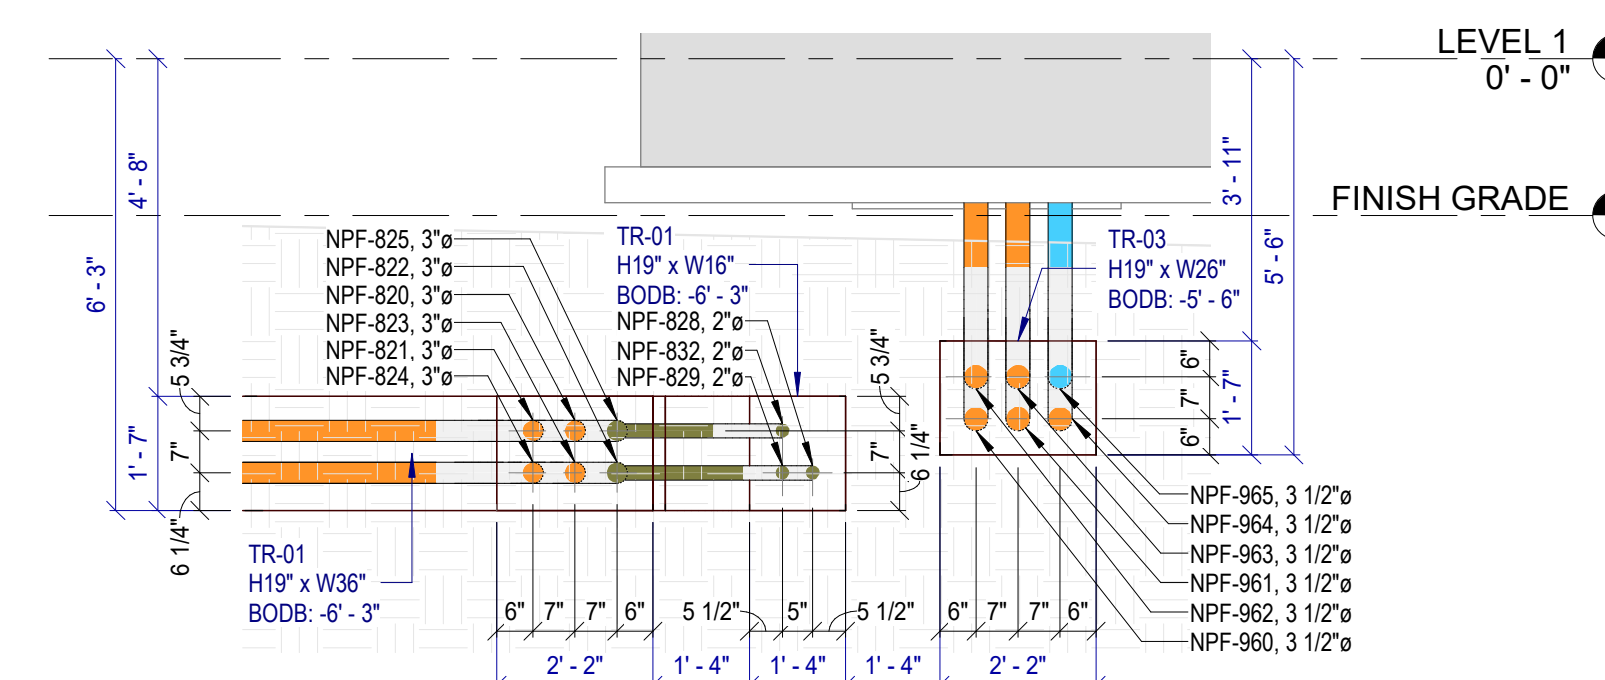 LEVEL 1
0' - 0"
FINISH GRADE
4' - 8"
6' - 3"
1' - 7"
5 3/4"
7"
6 1/4"
NPF-825, 3"ø
NPF-822, 3"ø
NPF-820, 3"ø
NPF-823, 3"ø
NPF-821, 3"ø
NPF-824, 3"ø
TR-01
H19" x W16"
BODB: -6' - 3"
NPF-828, 2"ø
NPF-832, 2"ø
NPF-829, 2"ø
5 3/4"
7"
6 1/4"
TR-03
H19" x W26"
BODB: -5' - 6"
3' - 11"
5' - 6"
1' - 7"
6"
7"
6"
NPF-965, 3 1/2"ø
NPF-964, 3 1/2"ø
NPF-963, 3 1/2"ø
NPF-961, 3 1/2"ø
NPF-962, 3 1/2"ø
NPF-960, 3 1/2"ø
TR-01
H19" x W36"
BODB: -6' - 3"
6" 7" 7" 6" 5 1/2" 5" 5 1/2" 6" 7" 7" 6"
2' - 2" 1' - 4" 1' - 4" 1' - 4" 2' - 2"